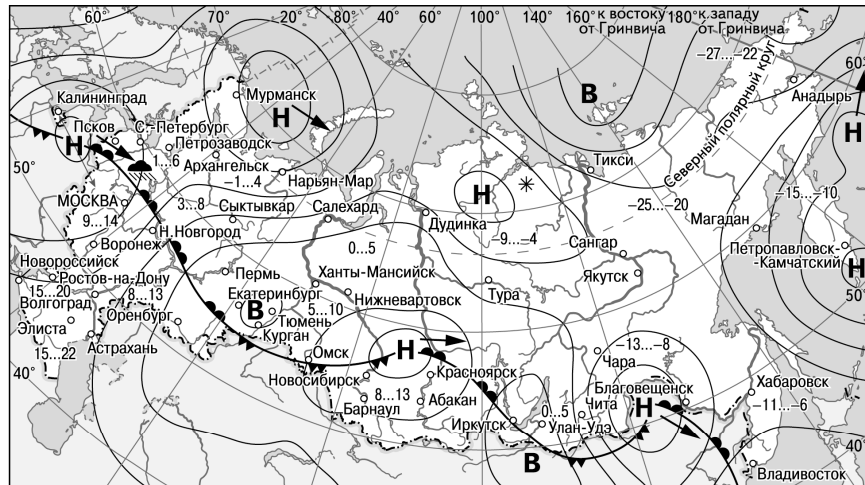 20° 80° 40° 60° 100° 140° 160° 180°
к востоку
от Гринвича
к западу
от Гринвича
–27...–22
60°
Северный полярный круг
Анадырь
Калининград
Мурманск
Н
В
Псков
С.-Петербург
Петрозаводск
Н
Н
1...6
Архангельск
–1...4
Нарьян-Мар
Тикси
50°
МОСКВА
3...8
Сыктывкар
Салехард
Н
Дудинка
–9...–4
–25...–20
–15...–10
Магадан
9...14
Воронеж
Н.Новгород
0...5
Сангар
Петропавловск-
-Камчатский
Новороссийск
Ростов-на-Дону
Пермь
Ханты-Мансийск
Тура
Якутск
Н
50°
15...20
Волгоград
8...13
Екатеринбург
5...10
Нижневартовск
Элиста
Оренбург
В
Тюмень
Курган
15...22
Астрахань
Омск
Н
–13...–8
Чара
40°
Новосибирск
Красноярск
Благовещенск
Хабаровск
8...13
Барнаул
Абакан
Иркутск
0...5
Чита
Улан-Удэ
Н
–11...–6
В
40°
Владивосток